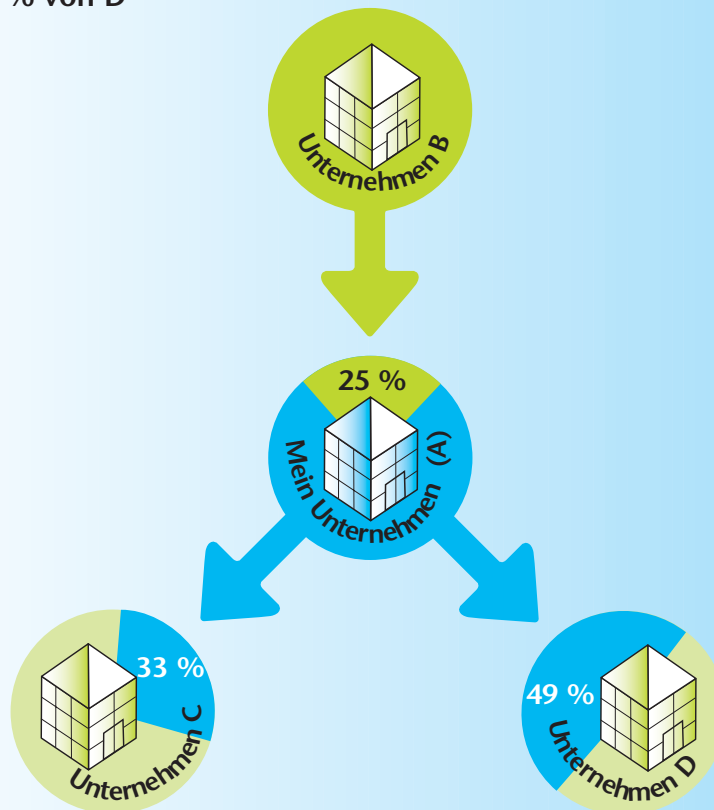 % von D
Unternehmen B
25 %
Mein Unternehmen (A)
33 %
Unternehmen C
49 %
Unternehmen D